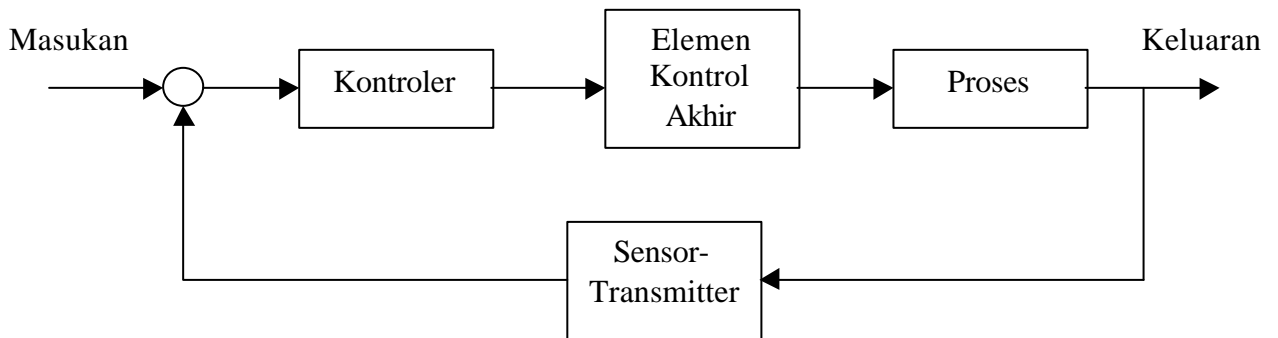 Masukan
Kontroler
Elemen
Kontrol
Akhir
Proses
Keluaran
Sensor-
Transmitter